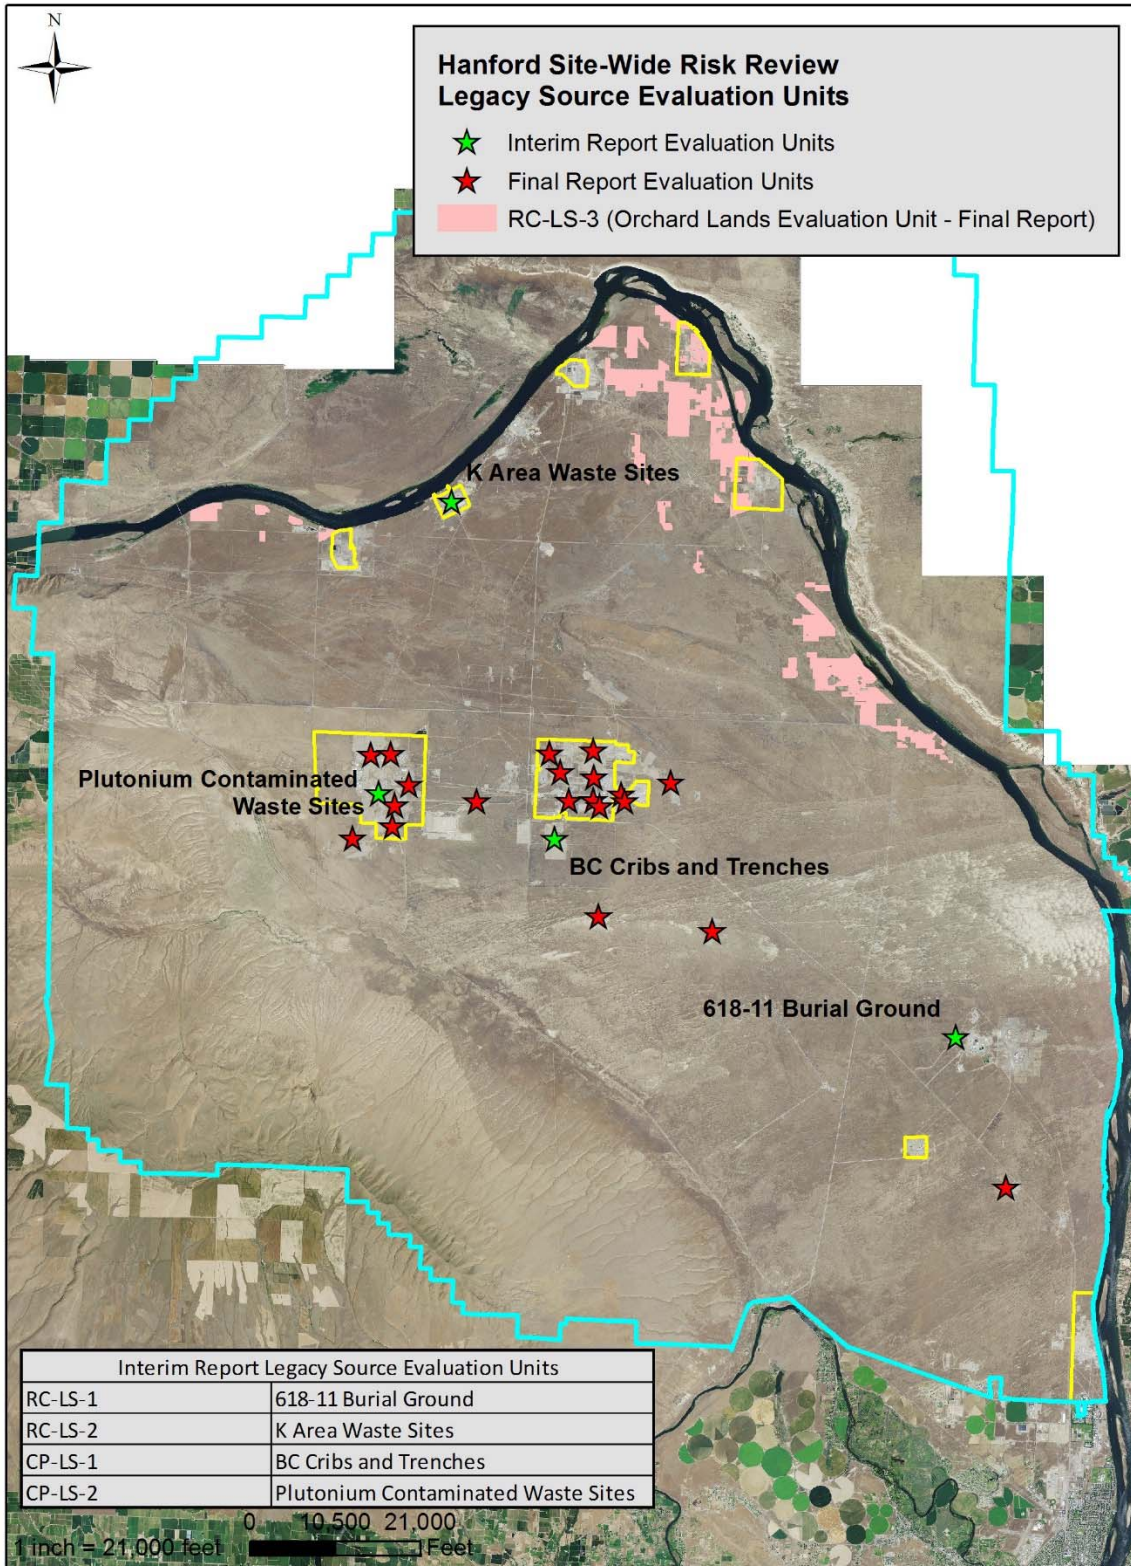 N
Hanford Site-Wide Risk Review
Legacy Source Evaluation Units
Interim Report Evaluation Units
Final Report Evaluation Units
RC-LS-3 (Orchard Lands Evaluation Unit - Final Report)
K Area Waste Sites
Plutonium Contaminated
Waste Sites
BC Cribs and Trenches
618-11 Burial Ground
Interim Report Legacy Source Evaluation Units
RC-LS-1 618-11 Burial Ground
RC-LS-2 K Area Waste Sites
CP-LS-1 BC Cribs and Trenches
CP-LS-2 Plutonium Contaminated Waste Sites
0 10,500 21,000
1 inch = 21,000 feet Feet